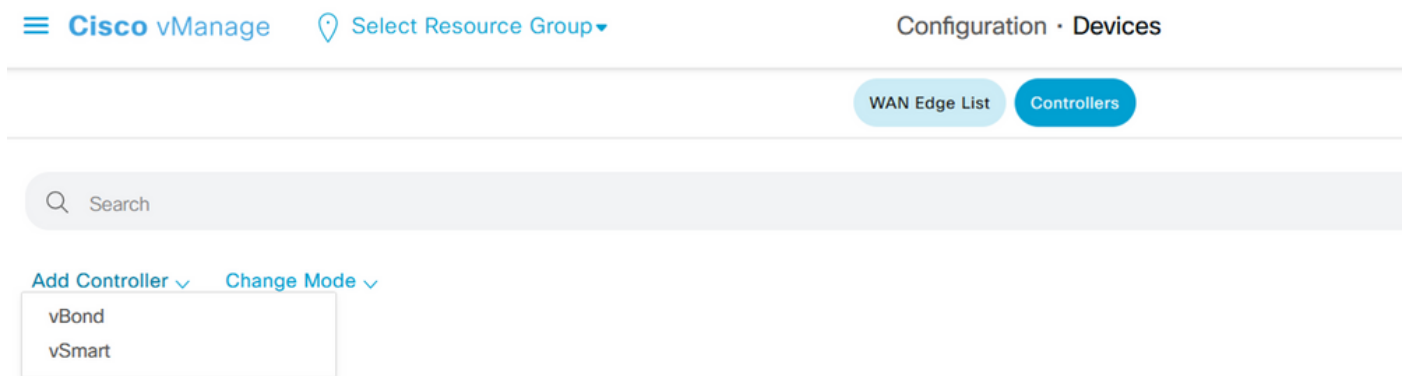 Cisco vManage Select Resource Group Configuration · Devices
WAN Edge List Controllers
Search
Add Controller Change Mode
vBond
vSmart